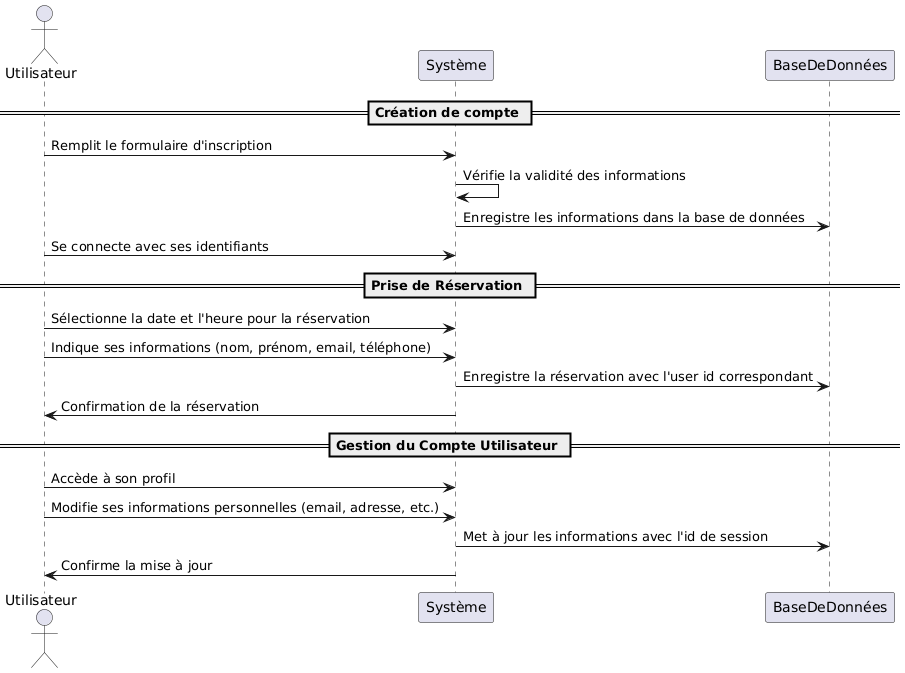 Utilisateur
Système
BaseDeDonnées
Création de compte
Remplit le formulaire d'inscription
Vérifie la validité des informations
Enregistre les informations dans la base de données
Se connecte avec ses identifiants
Prise de Réservation
Sélectionne la date et l'heure pour la réservation
Indique ses informations (nom, prénom, email, téléphone)
Enregistre la réservation avec l'user id correspondant
Confirmation de la réservation
Gestion du Compte Utilisateur
Accède à son profil
Modifie ses informations personnelles (email, adresse, etc.)
Met à jour les informations avec l'id de session
Confirme la mise à jour
Utilisateur
Système
BaseDeDonnées